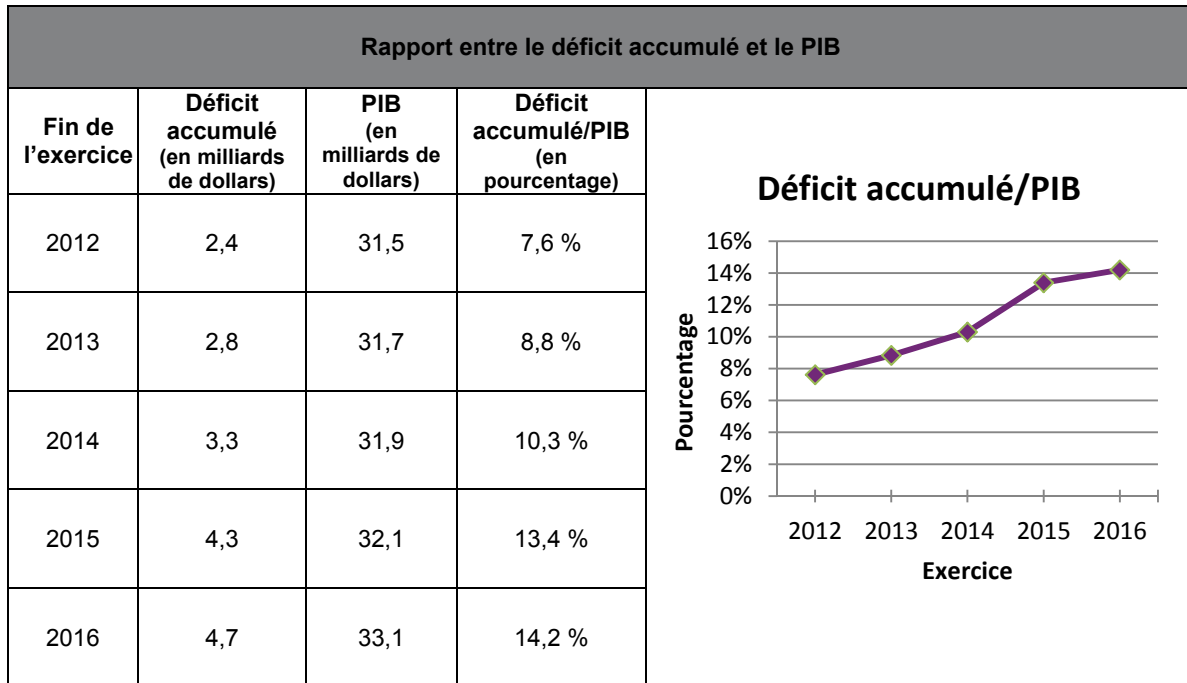 Rapport entre le déficit accumulé et le PIB
Fin de
l’exercice
Déficit
accumulé
(en milliards
de dollars)
PIB
(en
milliards de
dollars)
Déficit
accumulé/PIB
(en
pourcentage)
2012 2,4 31,5 7,6 %
2013 2,8 31,7 8,8 %
2014 3,3 31,9 10,3 %
2015 4,3 32,1 13,4 %
2016 4,7 33,1 14,2 %
Déficit accumulé/PIB
Pourcentage
16%
14%
12%
10%
8%
6%
4%
2%
0%
2012 2013 2014 2015 2016
Exercice